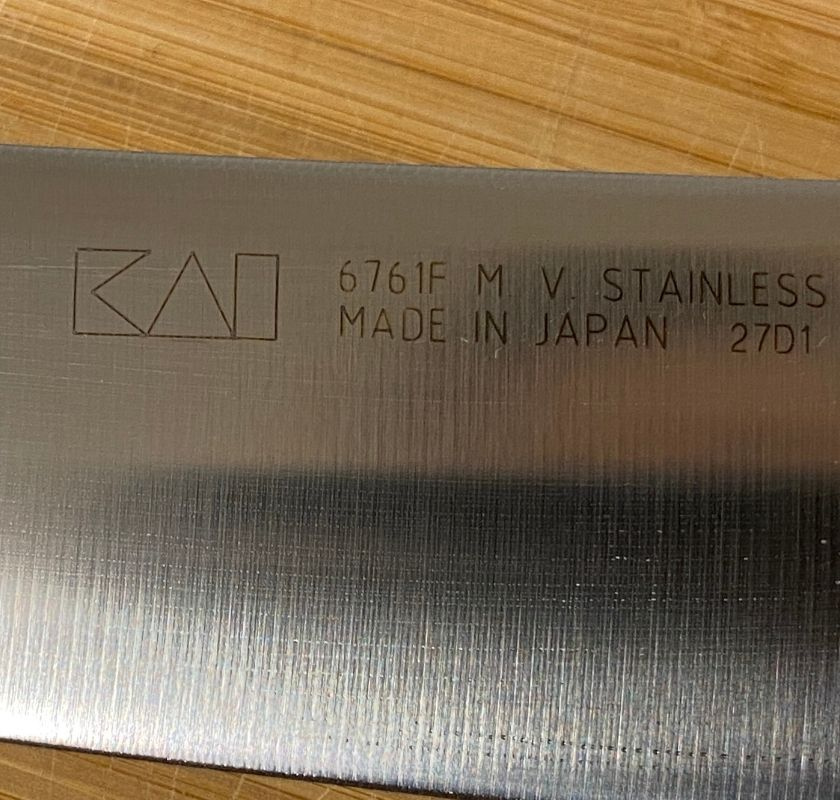 KAI
6761F M. V. STAINLESS
MADE IN JAPAN 27D1